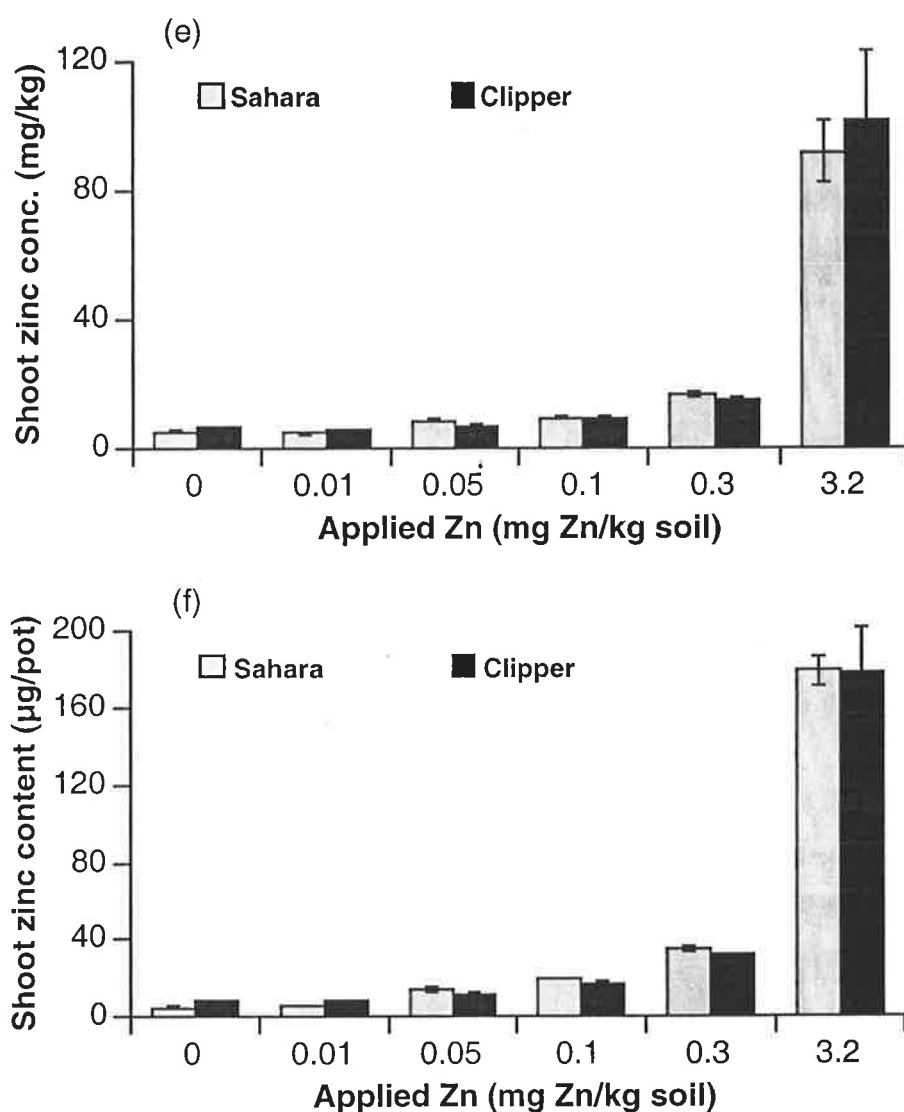 (e)
Shoot zinc conc. (mg/kg)
120
80
40
0
Sahara Clipper
0 0.01 0.05 0.1 0.3 3.2
Applied Zn (mg Zn/kg soil)
(f)
Shoot zinc content (µg/pot)
200
160
120
80
40
0
Sahara Clipper
0 0.01 0.05 0.1 0.3 3.2
Applied Zn (mg Zn/kg soil)